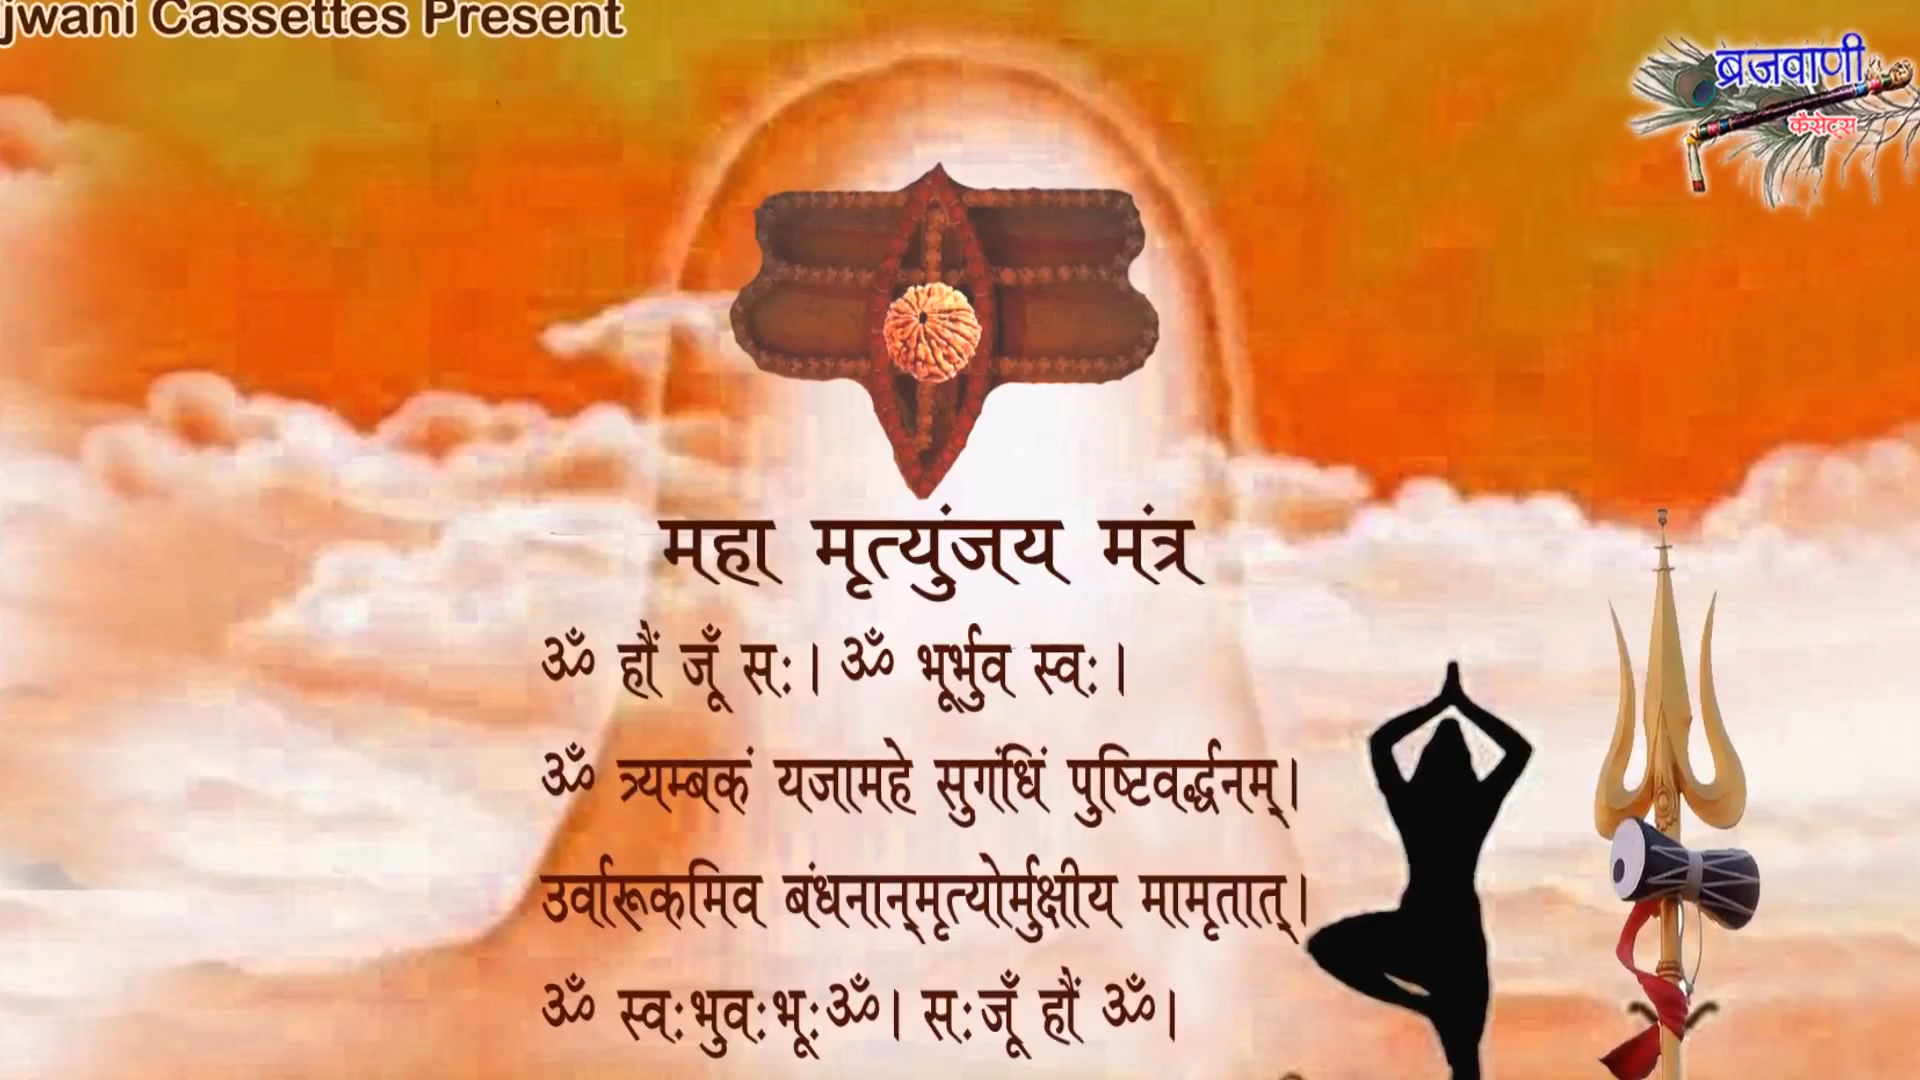 jwani Cassettes Present
ब्रजवाणी
कैसेट्स
महा मृत्युंजय मंत्र
ॐ हौं जूँ सः। ॐ भूर्भुव स्वः।
ॐ त्र्यम्बकं यजामहे सुगंधिं पुष्टिवर्द्धनम्।
उर्वारूकमिव बंधनान्मृत्योर्मुक्षीय मामृतात्।
ॐ स्वःभुवःभूःॐ। सःजूँ हौं ॐ।